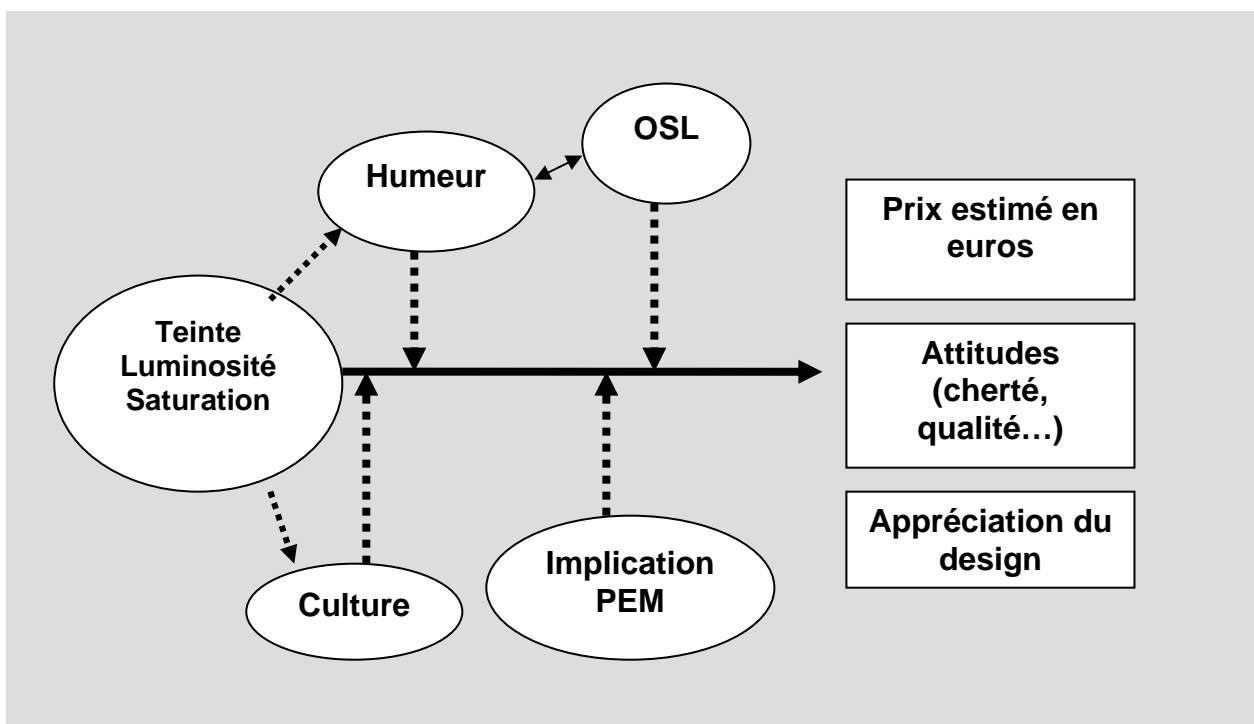 OSL
Humeur
Teinte
Luminosité
Saturation
Culture
Implication
PEM
Prix estimé en
euros
Attitudes
(cherté,
qualité…)
Appréciation du
design